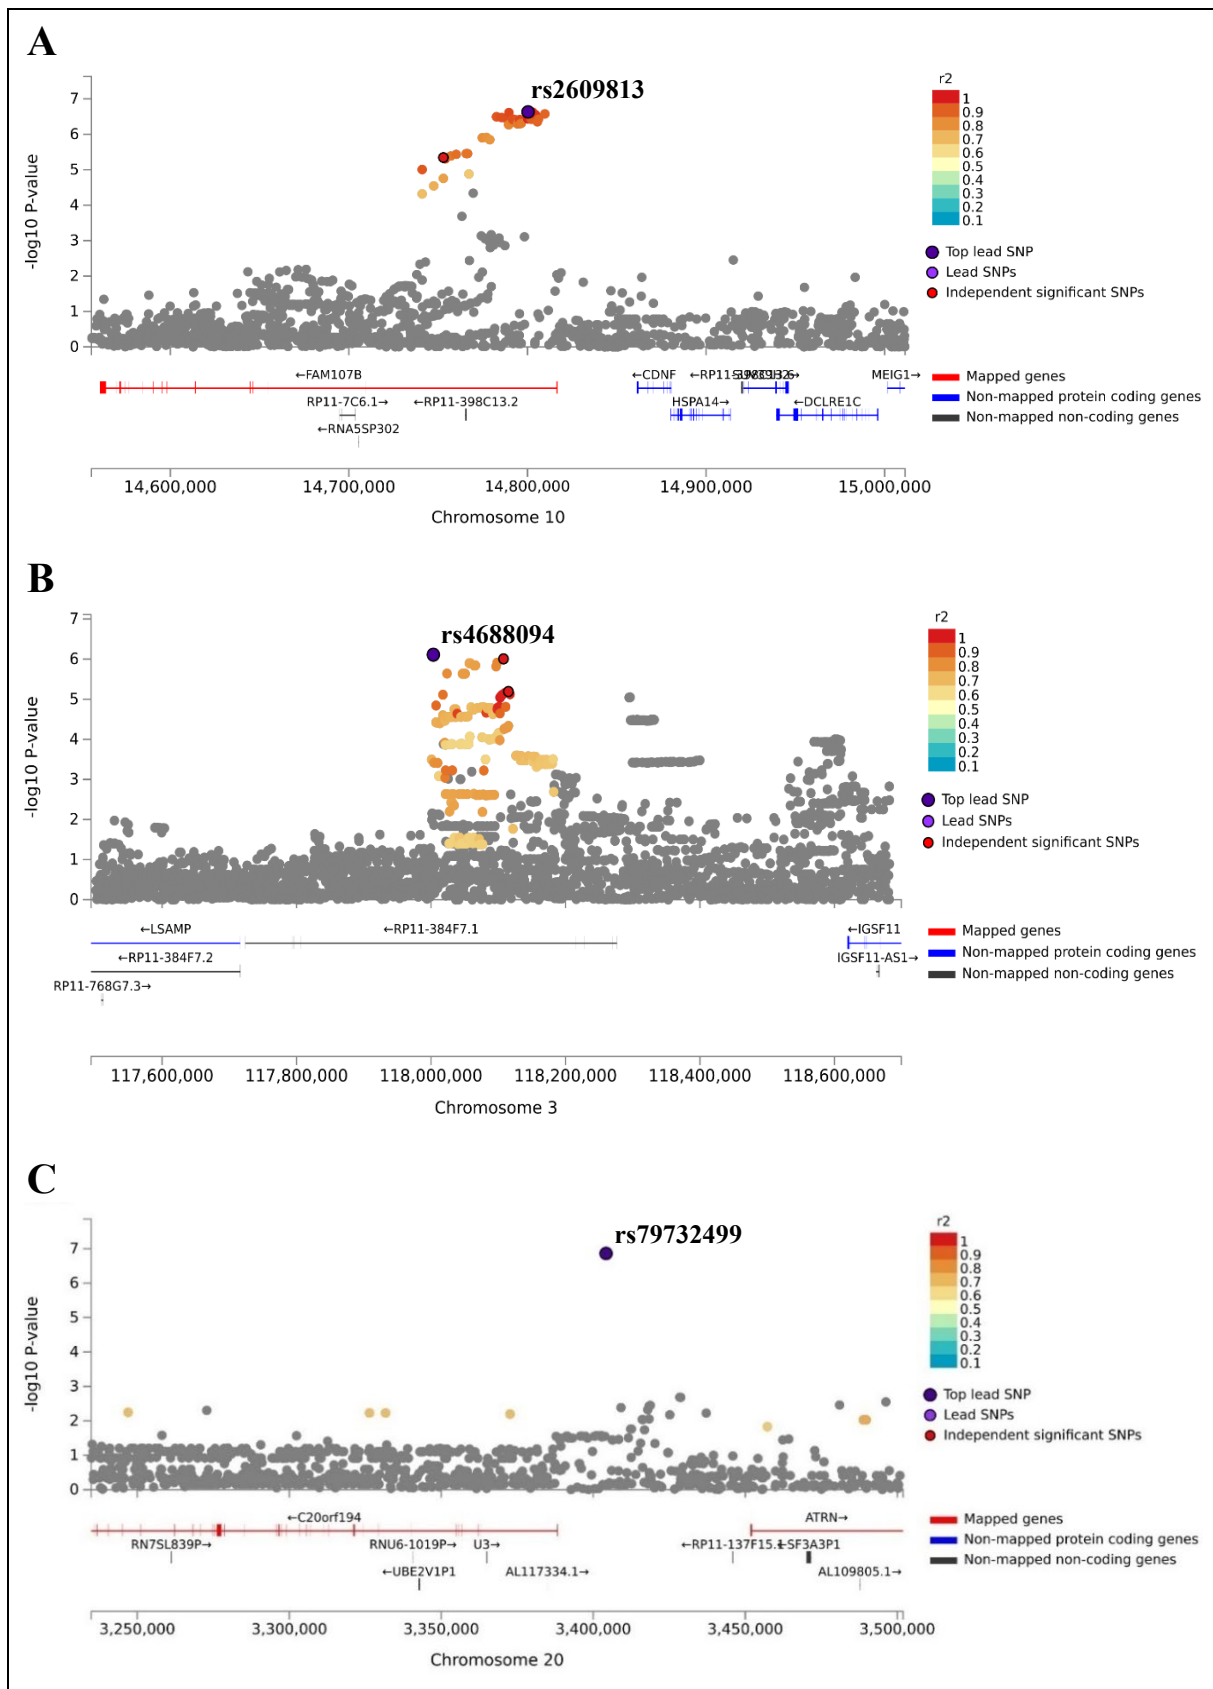 A
rs2609813
-log10 P-value
7
6
5
4
3
2
1
0
r2
1
0.9
0.8
0.7
0.6
0.5
0.4
0.3
0.2
0.1
Top lead SNP
Lead SNPs
Independent significant SNPs
←FAM107B
←CDNF
MEIG1→
RP11-7C6.1→
←RP11-398C13.2
HSPA14→
←DCLRE1C
←RNA5SP302
Mapped genes
Non-mapped protein coding genes
Non-mapped non-coding genes
14,600,000 14,700,000 14,800,000 14,900,000 15,000,000
Chromosome 10
B
rs4688094
-log10 P-value
7
6
5
4
3
2
1
0
r2
1
0.9
0.8
0.7
0.6
0.5
0.4
0.3
0.2
0.1
Top lead SNP
Lead SNPs
Independent significant SNPs
←LSAMP
←RP11-384F7.1
←IGSF11
←RP11-384F7.2
IGSF11-AS1→
RP11-768G7.3→
Mapped genes
Non-mapped protein coding genes
Non-mapped non-coding genes
117,600,000 117,800,000 118,000,000 118,200,000 118,400,000 118,600,000
Chromosome 3
C
rs79732499
-log10 P-value
7
6
5
4
3
2
1
0
r2
1
0.9
0.8
0.7
0.6
0.5
0.4
0.3
0.2
0.1
Top lead SNP
Lead SNPs
Independent significant SNPs
←C20orf194
ATRN→
RN7SL839P→
RNU6-1019P→
U3→
←RP11-137F15.1
←SF3A3P1
←UBE2V1P1
AL117334.1→
AL109805.1→
Mapped genes
Non-mapped protein coding genes
Non-mapped non-coding genes
3,250,000 3,300,000 3,350,000 3,400,000 3,450,000 3,500,000
Chromosome 20